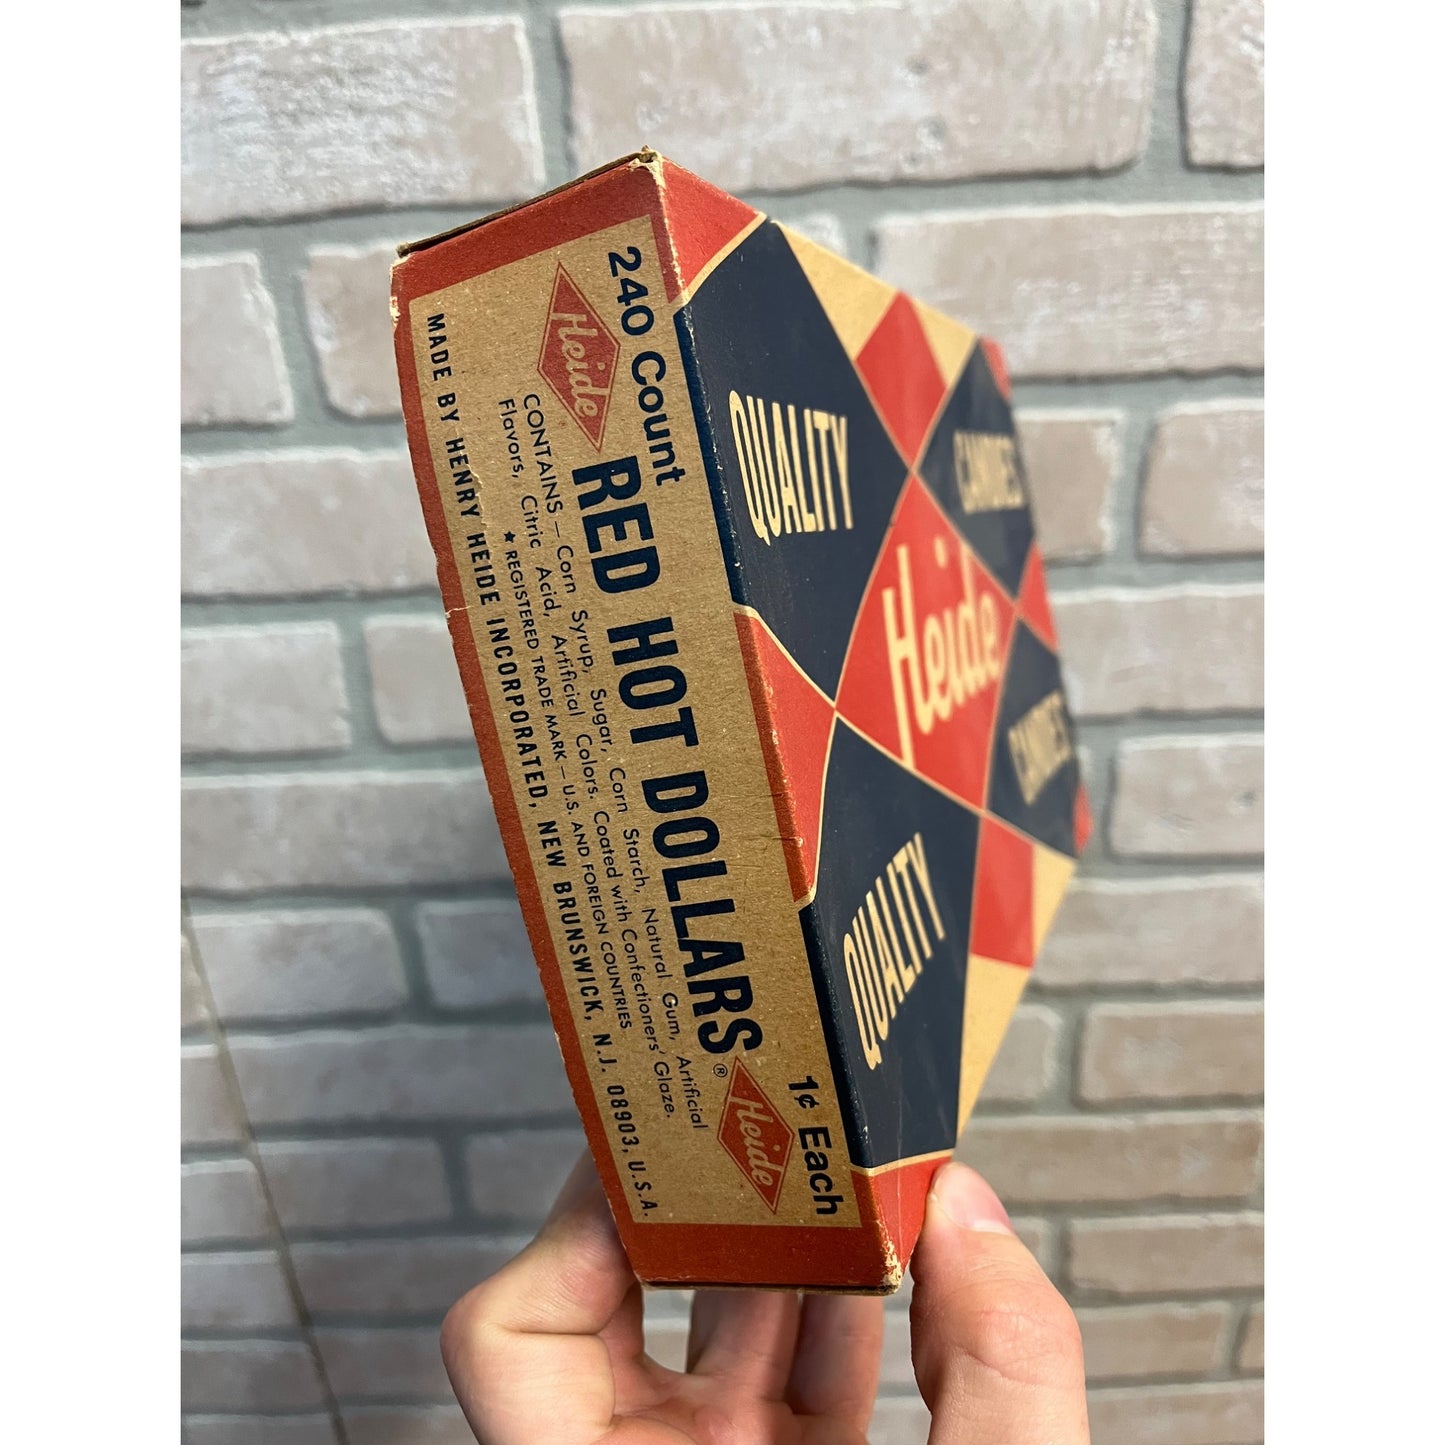 240 Count
1¢ Each
Heide
RED HOT DOLLARS®
Heide
CONTAINS — Corn Syrup, Sugar, Corn Starch, Natural Gum, Artificial
Flavors, Citric Acid, Artificial Colors. Coated with Confectioners' Glaze.
★ REGISTERED TRADE MARK — U.S. AND FOREIGN COUNTRIES
MADE BY HENRY HEIDE INCORPORATED, NEW BRUNSWICK, N.J. 08903, U.S.A.
QUALITY
CANDIES
Heide
QUALITY
CANDIES